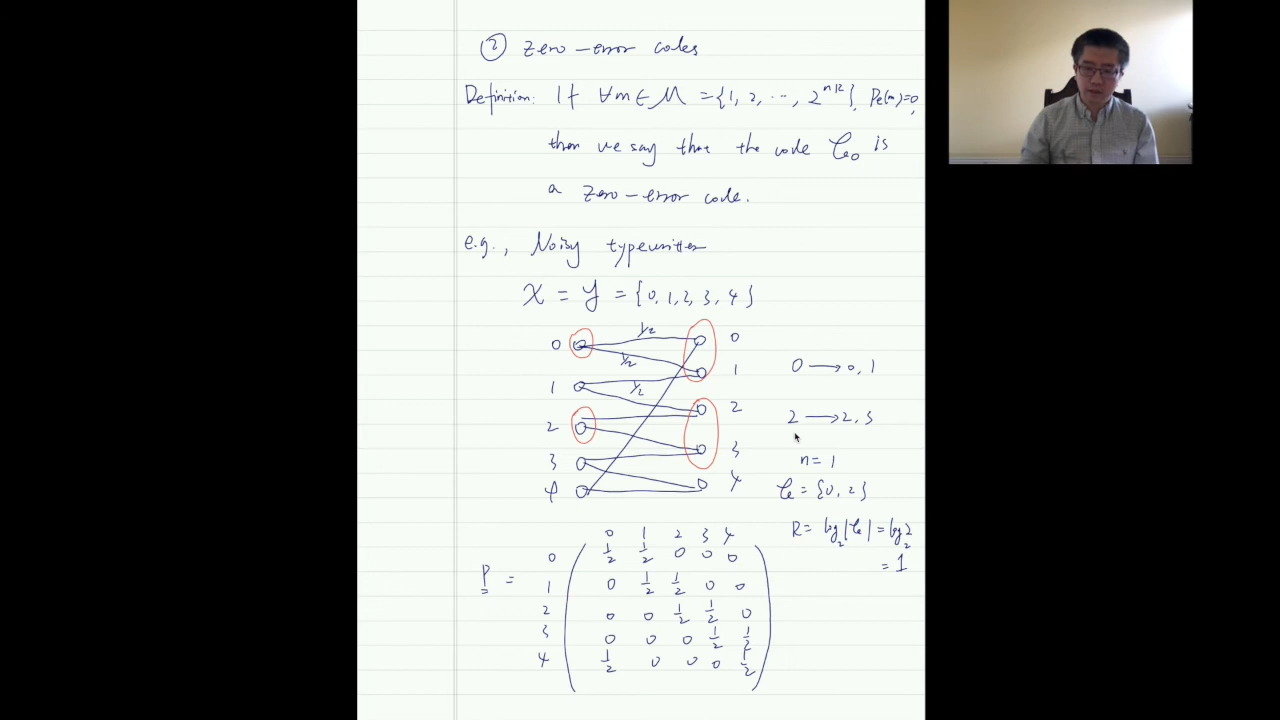 ② Zero-error codes
Definition: If ∀m∈M = {1, 2, ..., 2^{nR}}, Pe(m)=0,
then we say that the code 𝒞₀ is
a zero-error code.
e.g., Noisy typewriter
X = Y = {0, 1, 2, 3, 4}
0 1/2 0
1/2
1 1/2 1
2 2
3 3
4 4
0 → 0, 1
2 → 2, 3
n = 1
𝒞 = {0, 2}
R = log₂|𝒞| = log₂2
= 1
0 1 2 3 4
P = 0 1/2 1/2 0 0 0
1 0 1/2 1/2 0 0
2 0 0 1/2 1/2 0
3 0 0 0 1/2 1/2
4 1/2 0 0 0 1/2